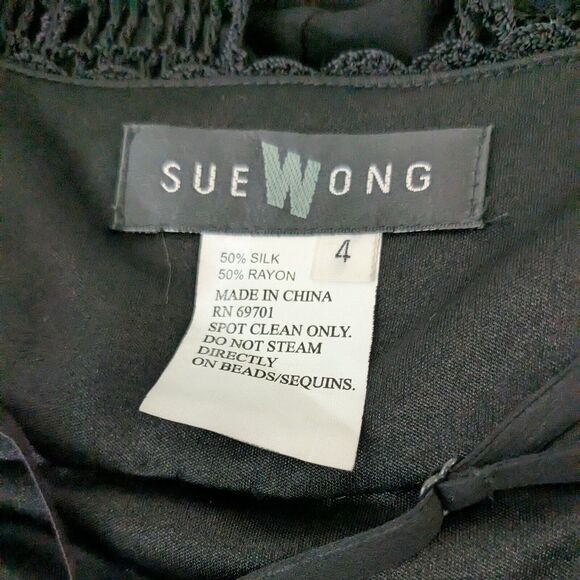 SUE WONG
4
50% SILK
50% RAYON
MADE IN CHINA
RN 69701
SPOT CLEAN ONLY.
DO NOT STEAM
DIRECTLY
ON BEADS/SEQUINS.